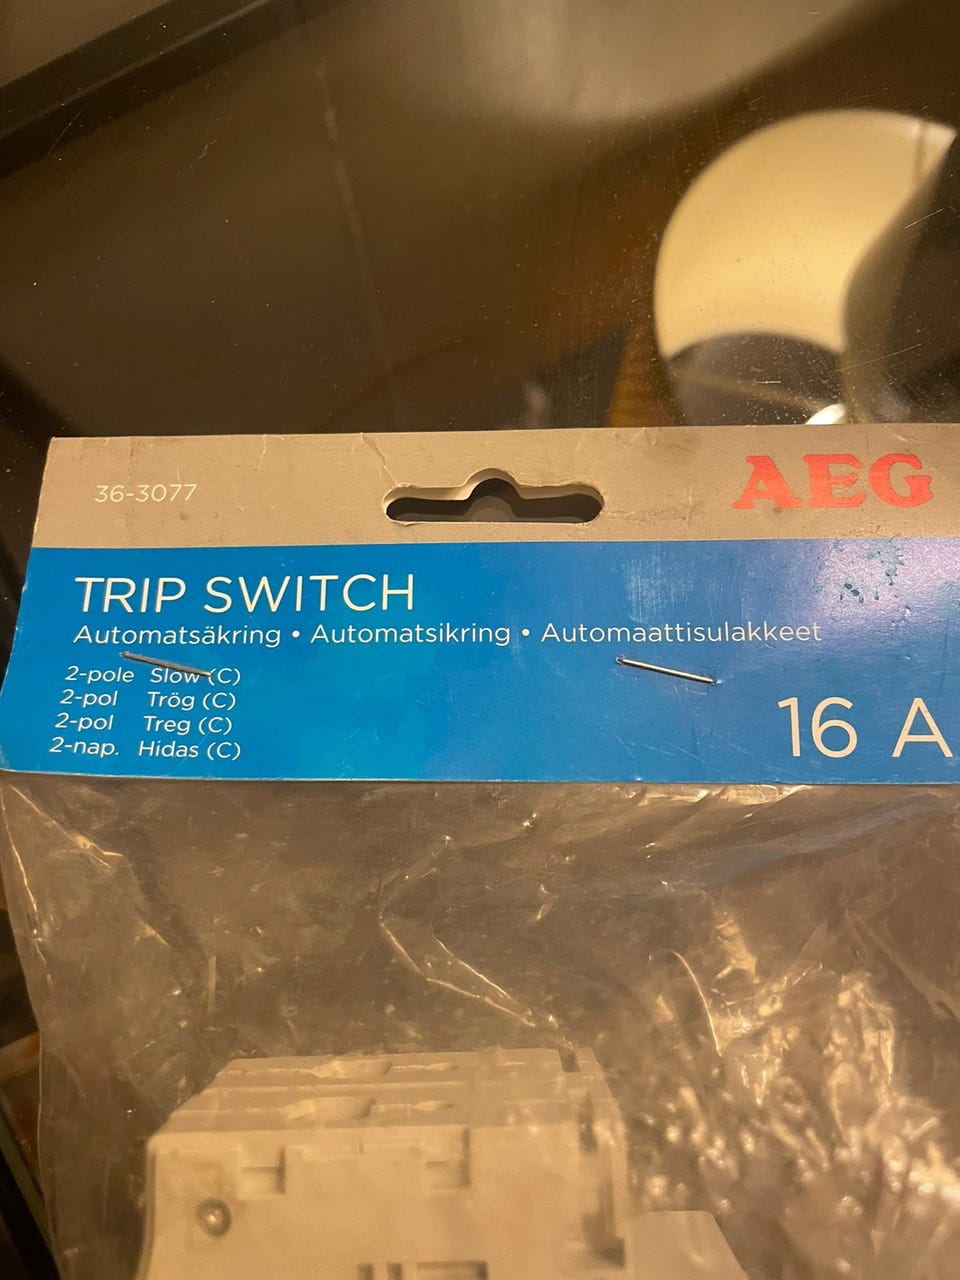 36-3077
AEG
TRIP SWITCH
Automatsäkring • Automatsikring • Automaattisulakkeet
2-pole Slow (C)
2-pol Trög (C)
2-pol Treg (C)
2-nap. Hidas (C)
16 A